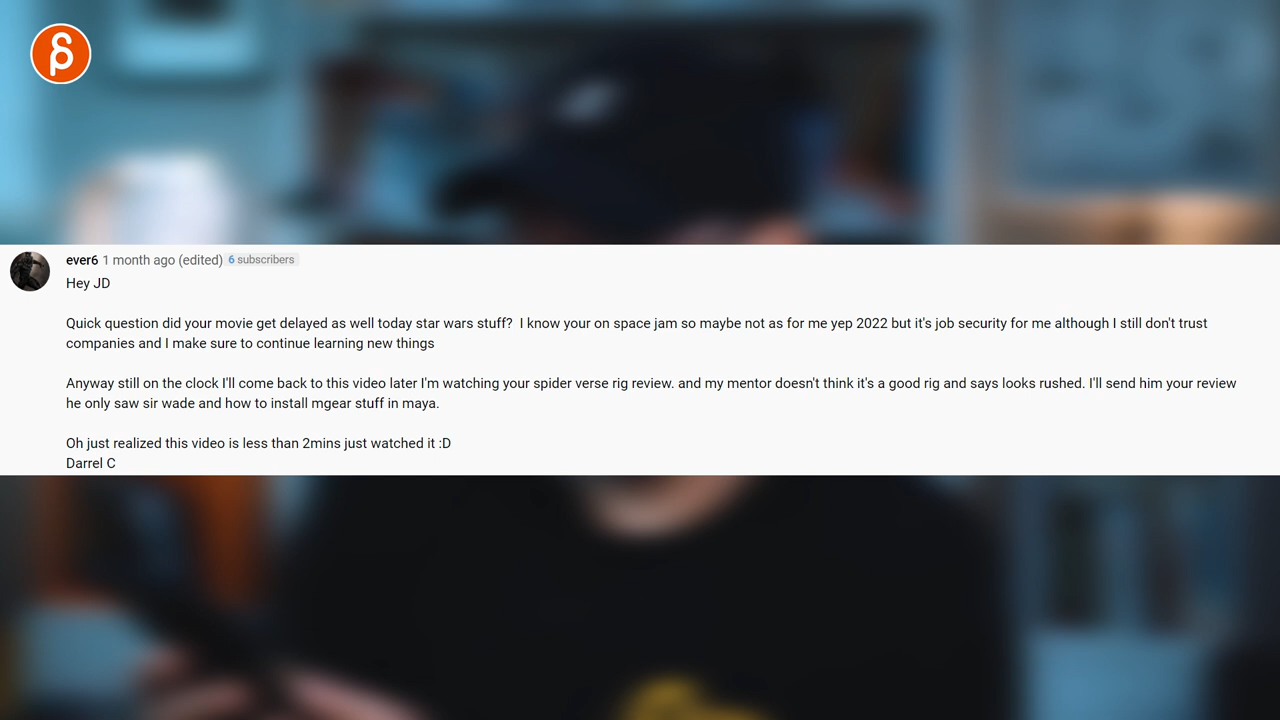 ever6 1 month ago (edited) 6 subscribers
Hey JD
Quick question did your movie get delayed as well today star wars stuff?  I know your on space jam so maybe not as for me yep 2022 but it's job security for me although I still don't trust
companies and I make sure to continue learning new things
Anyway still on the clock I'll come back to this video later I'm watching your spider verse rig review. and my mentor doesn't think it's a good rig and says looks rushed. I'll send him your review
he only saw sir wade and how to install mgear stuff in maya.
Oh just realized this video is less than 2mins just watched it :D
Darrel C